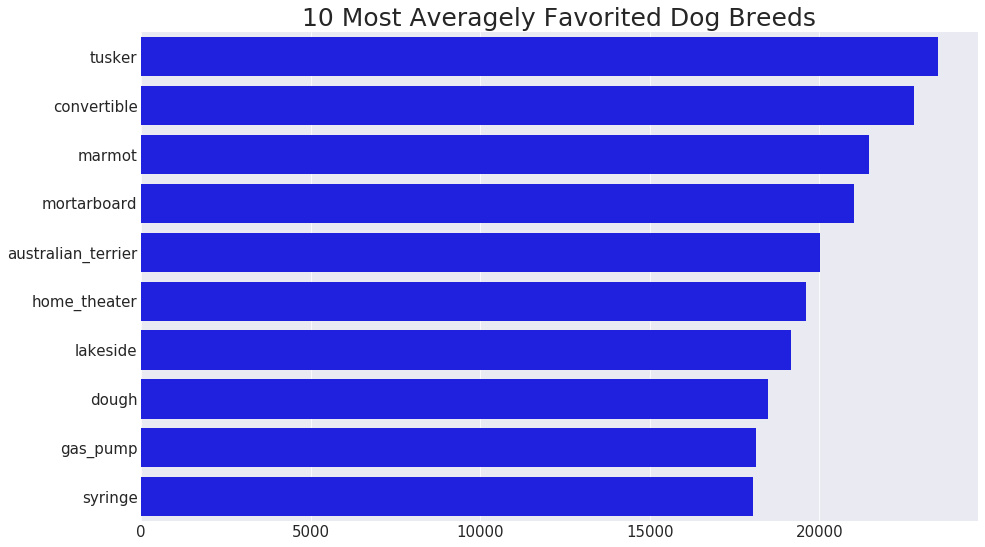 10 Most Averagely Favorited Dog Breeds
tusker
convertible
marmot
mortarboard
australian_terrier
home_theater
lakeside
dough
gas_pump
syringe
0 5000 10000 15000 20000